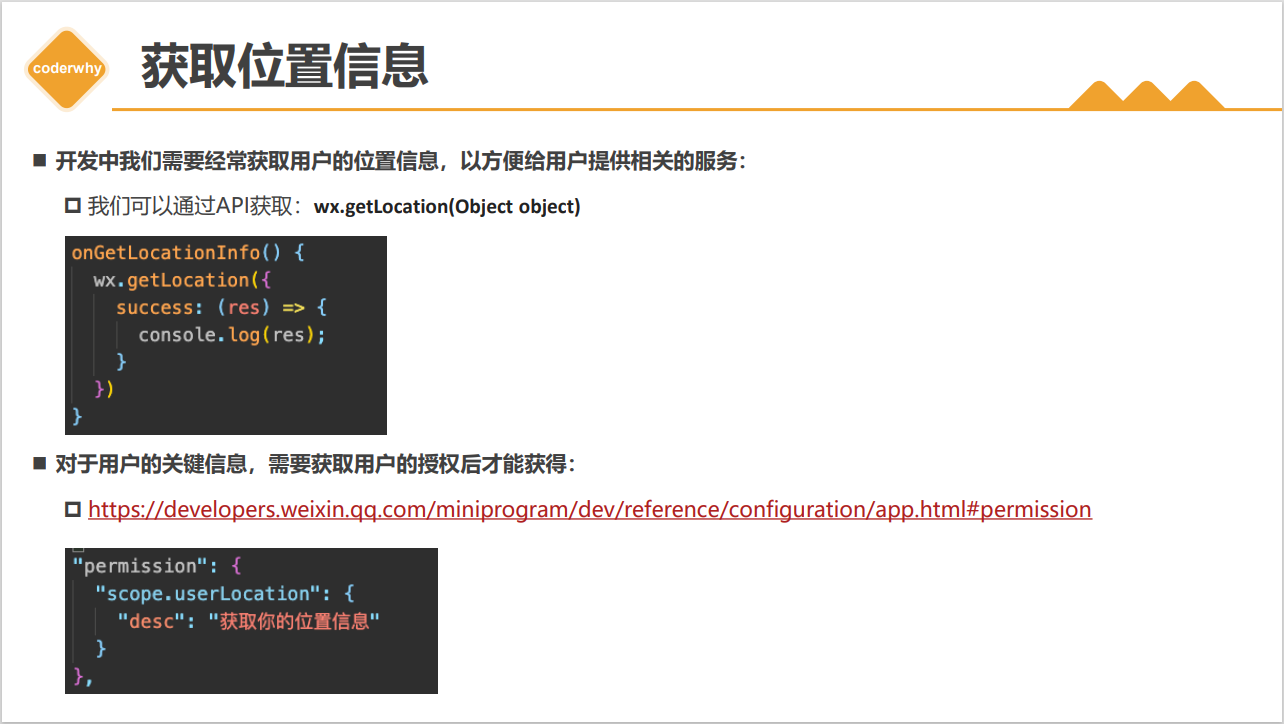 coderwhy
获取位置信息
开发中我们需要经常获取用户的位置信息，以方便给用户提供相关的服务：
我们可以通过API获取：wx.getLocation(Object object)
onGetLocationInfo() {
  wx.getLocation({
    success: (res) => {
      console.log(res);
    }
  })
}
对于用户的关键信息，需要获取用户的授权后才能获得：
https://developers.weixin.qq.com/miniprogram/dev/reference/configuration/app.html#permission
"permission": {
  "scope.userLocation": {
    "desc": "获取你的位置信息"
  }
},